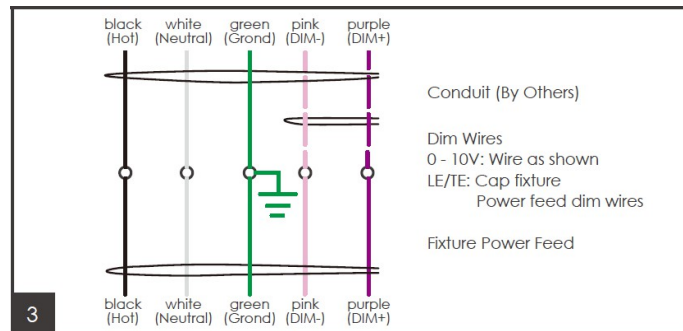 black white green pink purple
(Hot) (Neutral) (Grond) (DIM-) (DIM+)
Conduit (By Others)
Dim Wires
0 - 10V: Wire as shown
LE/TE: Cap fixture
Power feed dim wires
Fixture Power Feed
black white green pink purple
(Hot) (Neutral) (Grond) (DIM-) (DIM+)
3